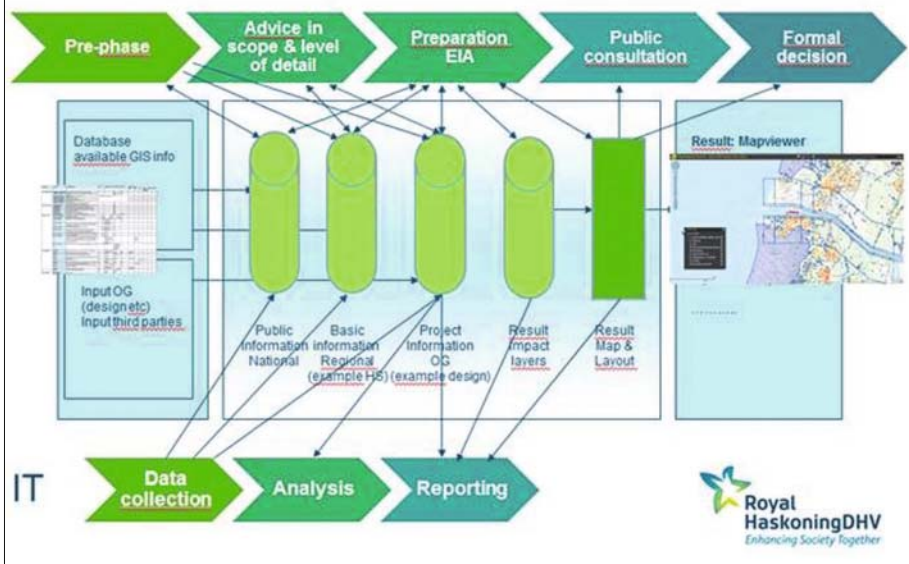 Pre-phase
Advice in
scope & level
of detail
Preparation
EIA
Public
consultation
Formal
decision
Database
available GIS info
Input OG
(design etc)
Input third parties
Public
information
National
Basic
information
Regional
(example HS)
Project
Information
OG
(example design)
Result
Impact
layers
Result
Map &
Layout
Result: Mapviewer
IT
Data
collection
Analysis
Reporting
Royal
HaskoningDHV
Enhancing Society Together